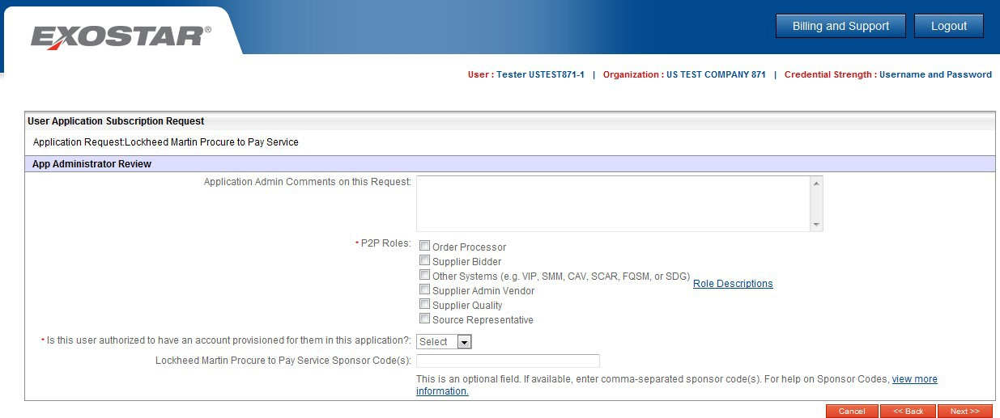 EXOSTAR®
Billing and Support
Logout
User : Tester USTEST871-1 | Organization : US TEST COMPANY 871 | Credential Strength : Username and Password
User Application Subscription Request
Application Request:Lockheed Martin Procure to Pay Service
App Administrator Review
Application Admin Comments on this Request:
* P2P Roles:
Order Processor
Supplier Bidder
Other Systems (e.g. VIP, SMM, CAV, SCAR, FQSM, or SDG)
Role Descriptions
Supplier Admin Vendor
Supplier Quality
Source Representative
* Is this user authorized to have an account provisioned for them in this application?: Select
Lockheed Martin Procure to Pay Service Sponsor Code(s):
This is an optional field. If available, enter comma-separated sponsor code(s). For help on Sponsor Codes, view more
information.
Cancel
<< Back
Next >>